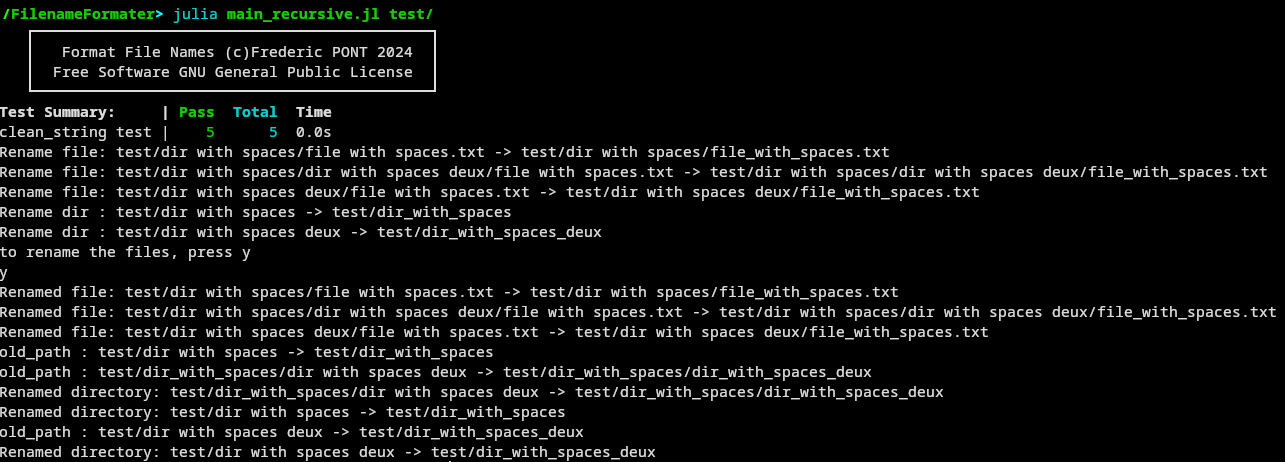 /FilenameFormater> julia main_recursive.jl test/
Format File Names (c)Frederic PONT 2024
Free Software GNU General Public License
Test Summary:     | Pass  Total  Time
clean_string test |    5      5  0.0s
Rename file: test/dir with spaces/file with spaces.txt -> test/dir with spaces/file_with_spaces.txt
Rename file: test/dir with spaces/dir with spaces deux/file with spaces.txt -> test/dir with spaces/dir with spaces deux/file_with_spaces.txt
Rename file: test/dir with spaces deux/file with spaces.txt -> test/dir with spaces deux/file_with_spaces.txt
Rename dir : test/dir with spaces -> test/dir_with_spaces
Rename dir : test/dir with spaces deux -> test/dir_with_spaces_deux
to rename the files, press y
y
Renamed file: test/dir with spaces/file with spaces.txt -> test/dir with spaces/file_with_spaces.txt
Renamed file: test/dir with spaces/dir with spaces deux/file with spaces.txt -> test/dir with spaces/dir with spaces deux/file_with_spaces.txt
Renamed file: test/dir with spaces deux/file with spaces.txt -> test/dir with spaces deux/file_with_spaces.txt
old_path : test/dir with spaces -> test/dir_with_spaces
old_path : test/dir_with_spaces/dir with spaces deux -> test/dir_with_spaces/dir_with_spaces_deux
Renamed directory: test/dir_with_spaces/dir with spaces deux -> test/dir_with_spaces/dir_with_spaces_deux
Renamed directory: test/dir with spaces -> test/dir_with_spaces
old_path : test/dir with spaces deux -> test/dir_with_spaces_deux
Renamed directory: test/dir with spaces deux -> test/dir_with_spaces_deux